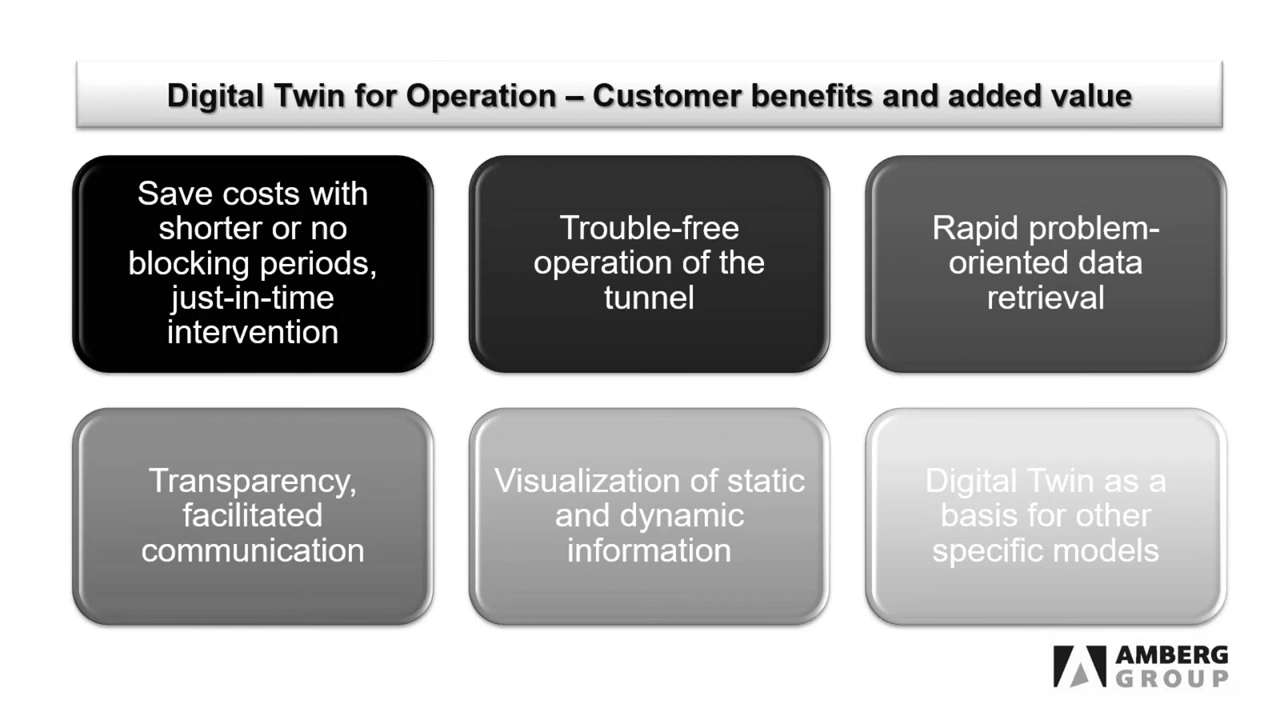 Digital Twin for Operation – Customer benefits and added value
Save costs with
shorter or no
blocking periods,
just-in-time
intervention
Trouble-free
operation of the
tunnel
Rapid problem-
oriented data
retrieval
Transparency,
facilitated
communication
Visualization of static
and dynamic
information
Digital Twin as a
basis for other
specific models
AMBERG
GROUP